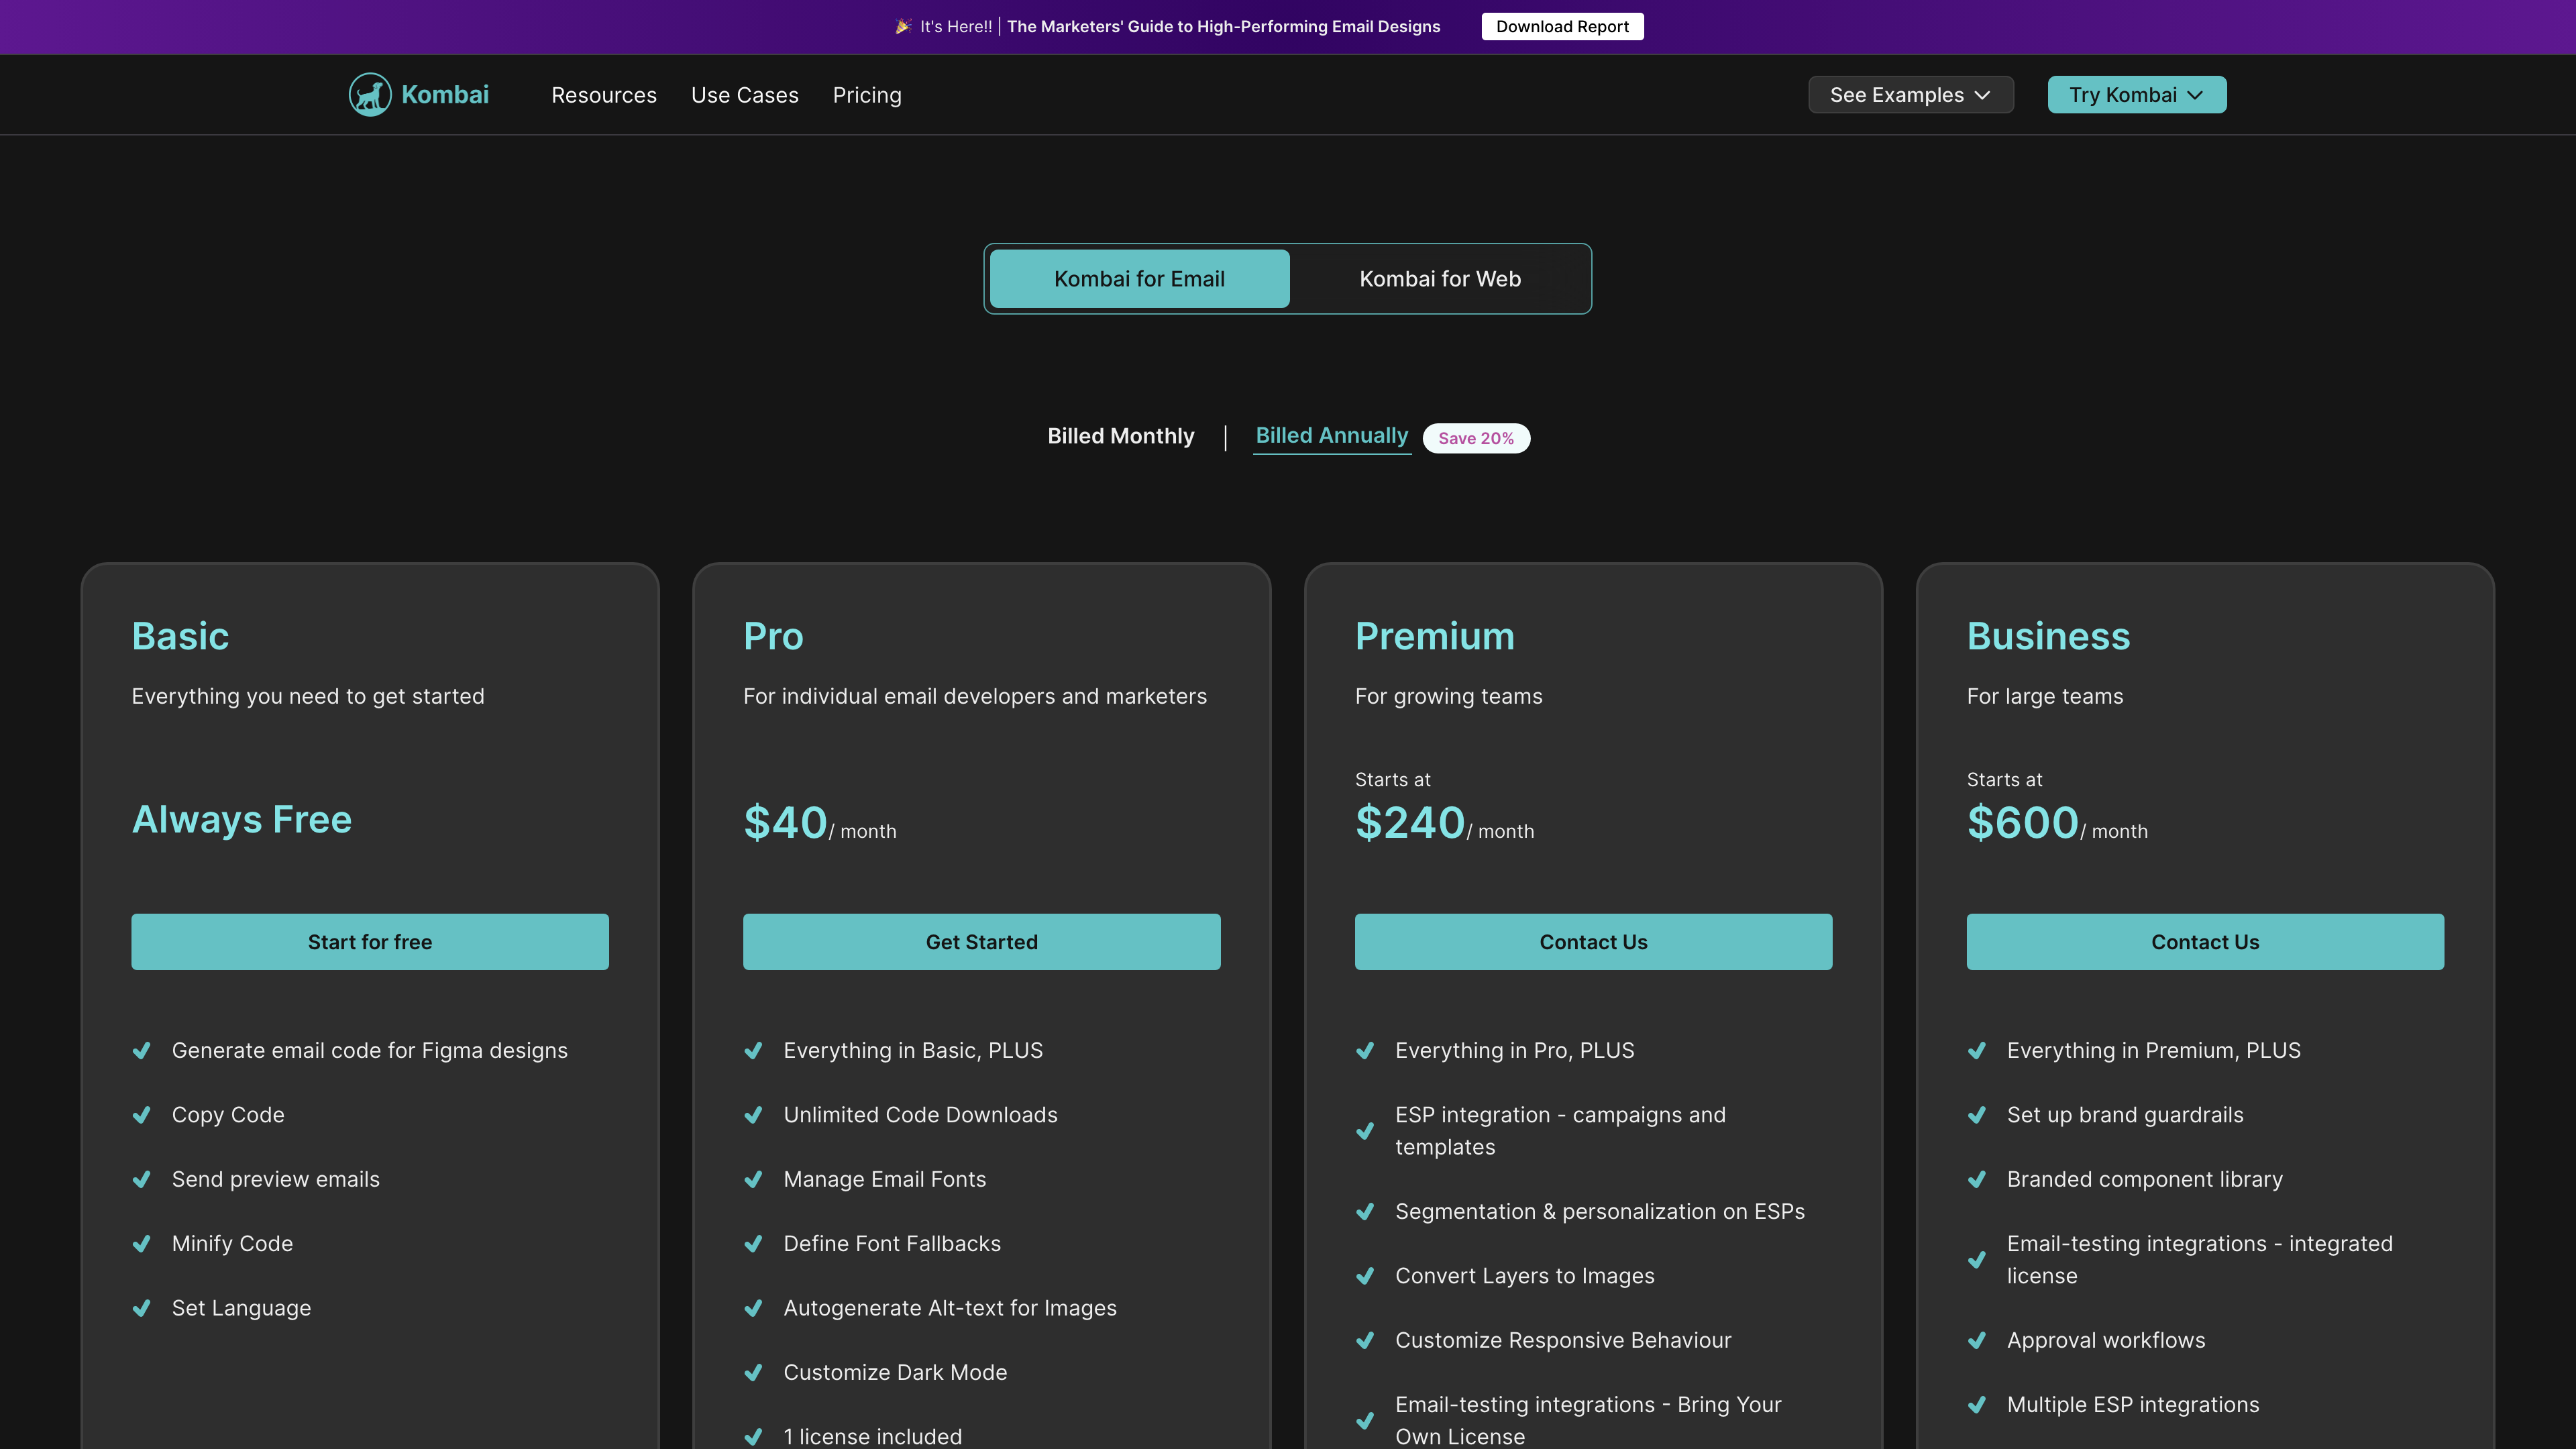 It's Here!! | The Marketers' Guide to High-Performing Email Designs
Download Report
Kombai
Resources
Use Cases
Pricing
See Examples
Try Kombai
Kombai for Email
Kombai for Web
Billed Monthly
|
Billed Annually
Save 20%
Basic
Everything you need to get started
Always Free
Start for free
Generate email code for Figma designs
Copy Code
Send preview emails
Minify Code
Set Language
Pro
For individual email developers and marketers
$40/ month
Get Started
Everything in Basic, PLUS
Unlimited Code Downloads
Manage Email Fonts
Define Font Fallbacks
Autogenerate Alt-text for Images
Customize Dark Mode
1 license included
Premium
For growing teams
Starts at
$240/ month
Contact Us
Everything in Pro, PLUS
ESP integration - campaigns and
templates
Segmentation & personalization on ESPs
Convert Layers to Images
Customize Responsive Behaviour
Email-testing integrations - Bring Your
Own License
Business
For large teams
Starts at
$600/ month
Contact Us
Everything in Premium, PLUS
Set up brand guardrails
Branded component library
Email-testing integrations - integrated
license
Approval workflows
Multiple ESP integrations